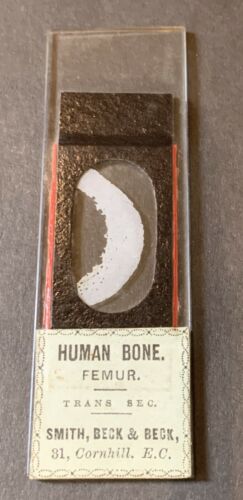 HUMAN BONE.
FEMUR.
TRANS SEC.
SMITH, BECK & BECK,
31, Cornhill. E.C.